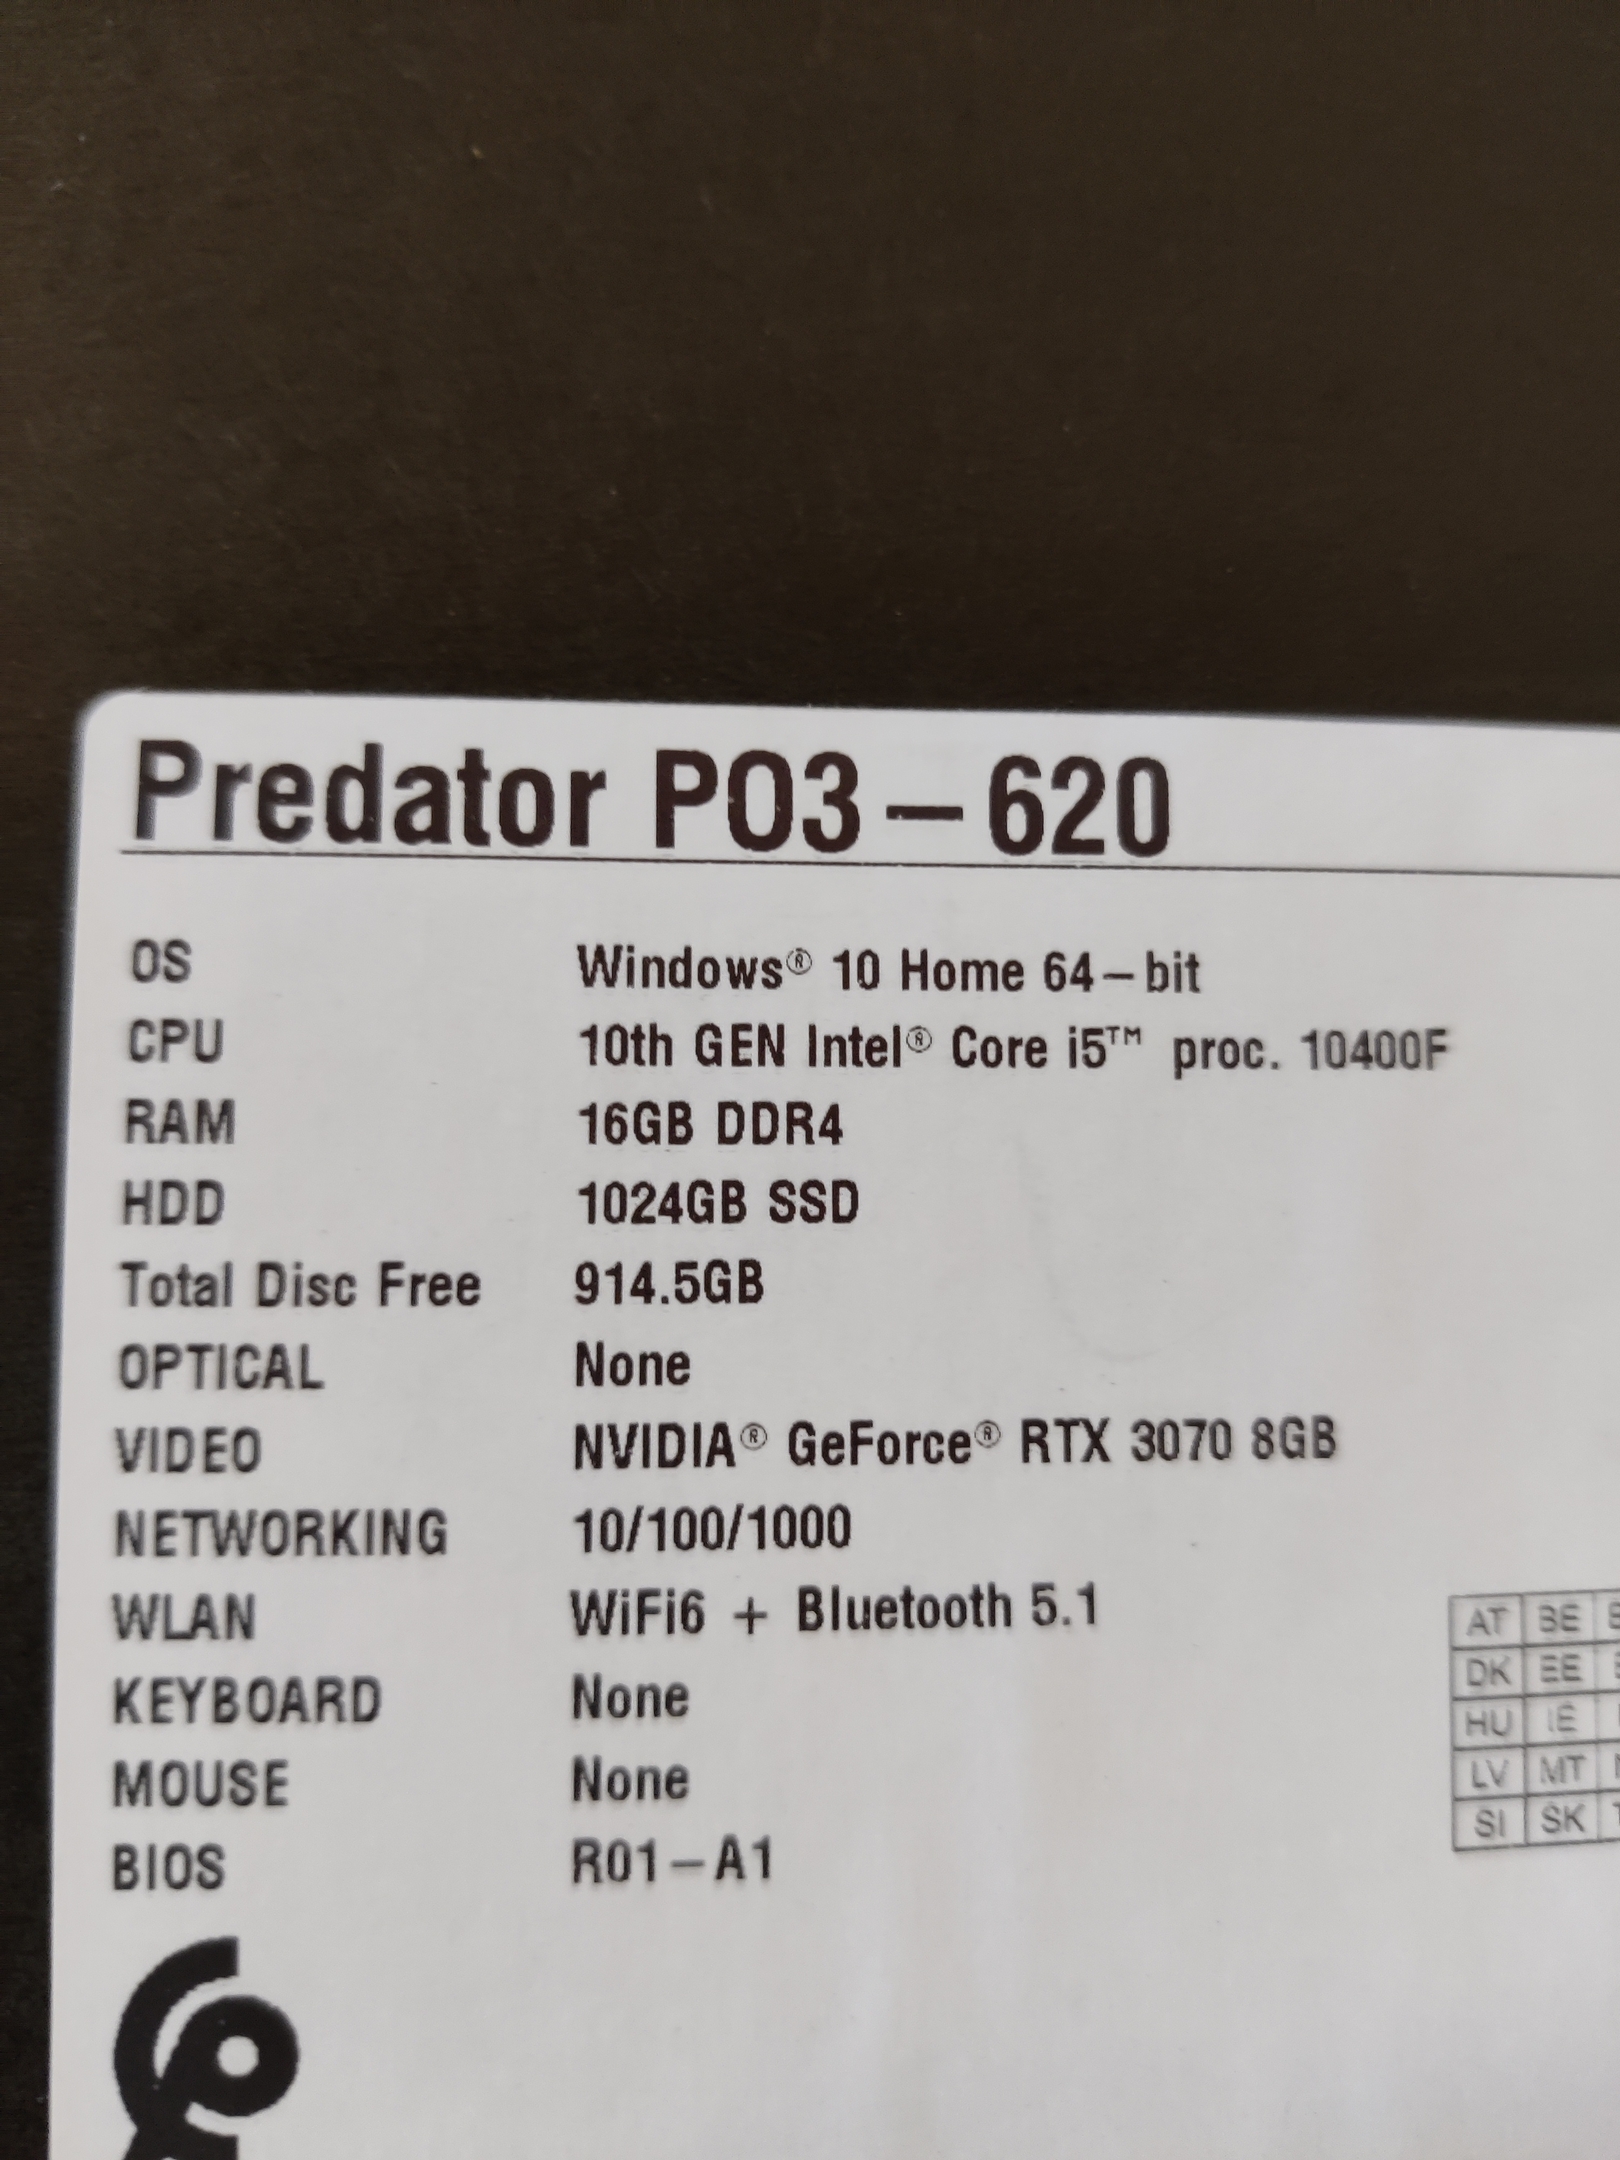 Predator PO3-620
OS Windows® 10 Home 64-bit
CPU 10th GEN Intel® Core i5™ proc. 10400F
RAM 16GB DDR4
HDD 1024GB SSD
Total Disc Free 914.5GB
OPTICAL None
VIDEO NVIDIA® GeForce® RTX 3070 8GB
NETWORKING 10/100/1000
WLAN WiFi6 + Bluetooth 5.1
KEYBOARD None
MOUSE None
BIOS R01-A1
AT BE
DK EE
HU IE
LV MT
SI SK